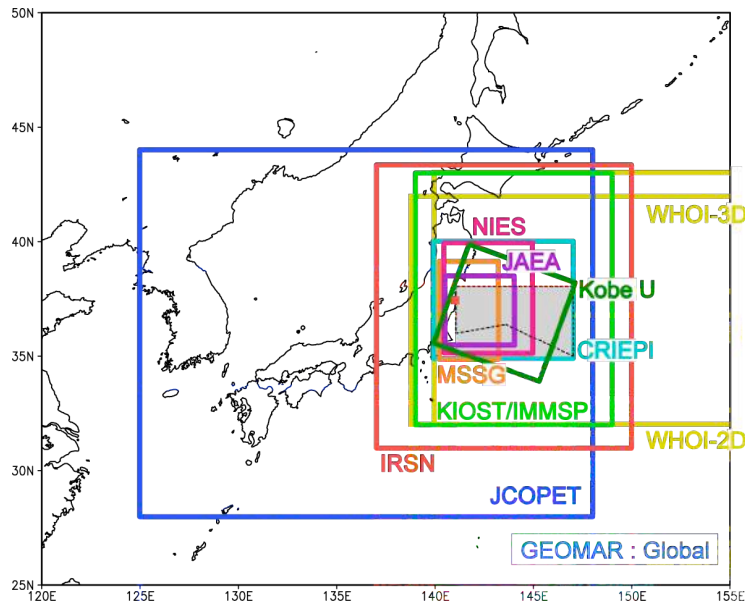 50N
45N
40N
35N
30N
25N
WHOI-3D
NIES
JAEA
Kobe U
CRIEPI
MSSG
KIOST/IMMSP
WHOI-2D
IRSN
JCOPET
GEOMAR : Global
120E 125E 130E 135E 140E 145E 150E 155E